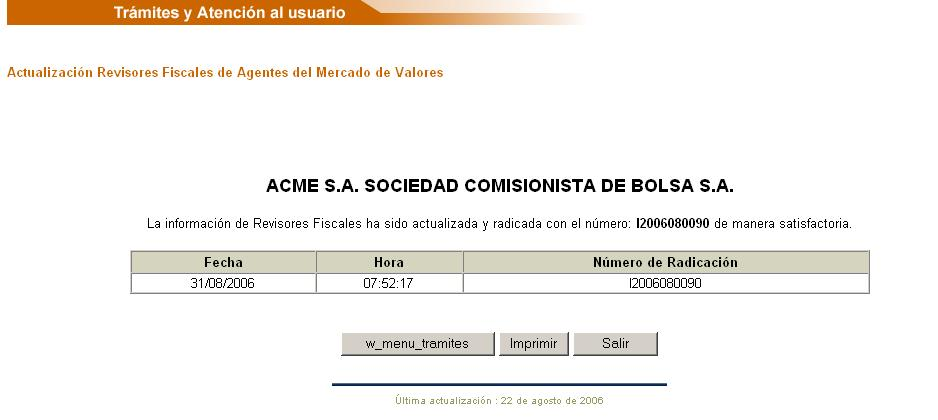 Trámites y Atención al usuario
Actualización Revisores Fiscales de Agentes del Mercado de Valores
ACME S.A. SOCIEDAD COMISIONISTA DE BOLSA S.A.
La información de Revisores Fiscales ha sido actualizada y radicada con el número: I2006080090 de manera satisfactoria.
Fecha Hora Número de Radicación
31/08/2006 07:52:17 I2006080090
w_menu_tramites Imprimir Salir
Última actualización : 22 de agosto de 2006